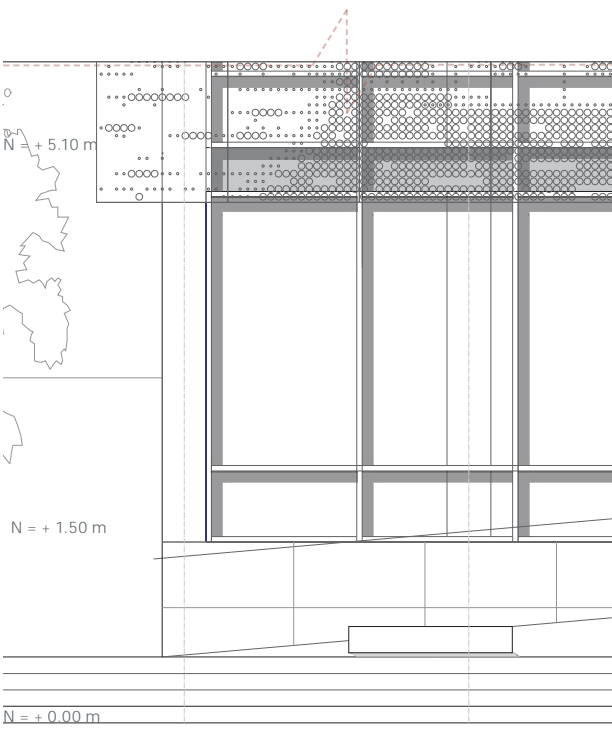 N = + 5.10 m
N = + 1.50 m
N = + 0.00 m